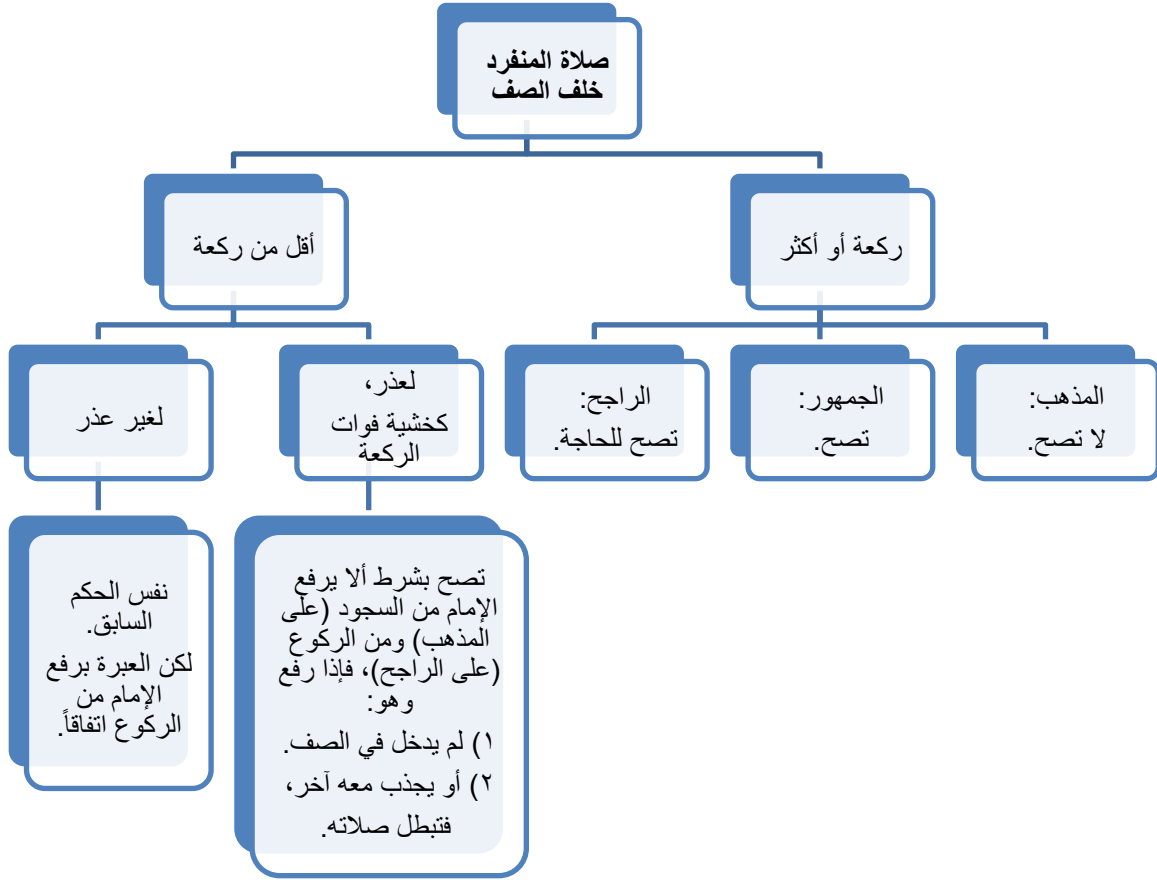 صلاة المنفرد
خلف الصف
ركعة أو أكثر
أقل من ركعة
المذهب:
لا تصح.
الجمهور:
تصح.
الراجح:
تصح للحاجة.
لعذر،
كخشية فوات
الركعة
لغير عذر
تصح بشرط ألا يرفع
الإمام من السجود (على
المذهب) ومن الركوع
(على الراجح)، فإذا رفع
وهو:
١) لم يدخل في الصف.
٢) أو يجذب معه آخر،
فتبطل صلاته.
نفس الحكم
السابق.
لكن العبرة برفع
الإمام من
الركوع اتفاقاً.